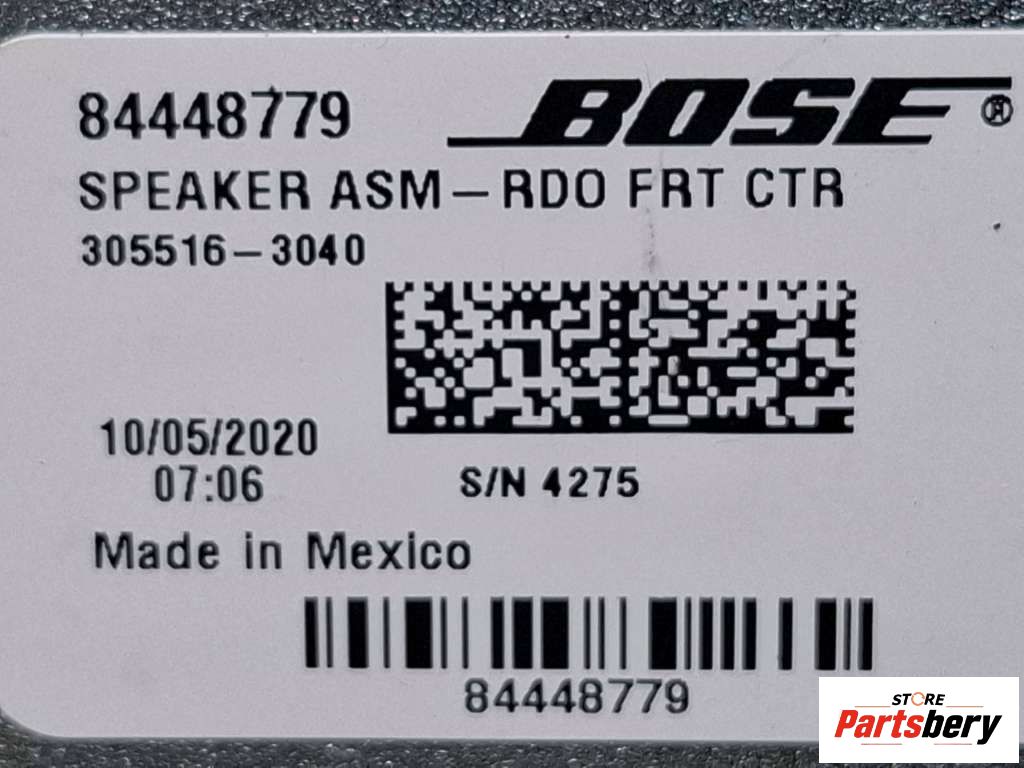 84448779 BOSE®
SPEAKER ASM–RDO FRT CTR
305516–3040
10/05/2020
07:06
S/N 4275
Made in Mexico
84448779
STORE
Partsbery